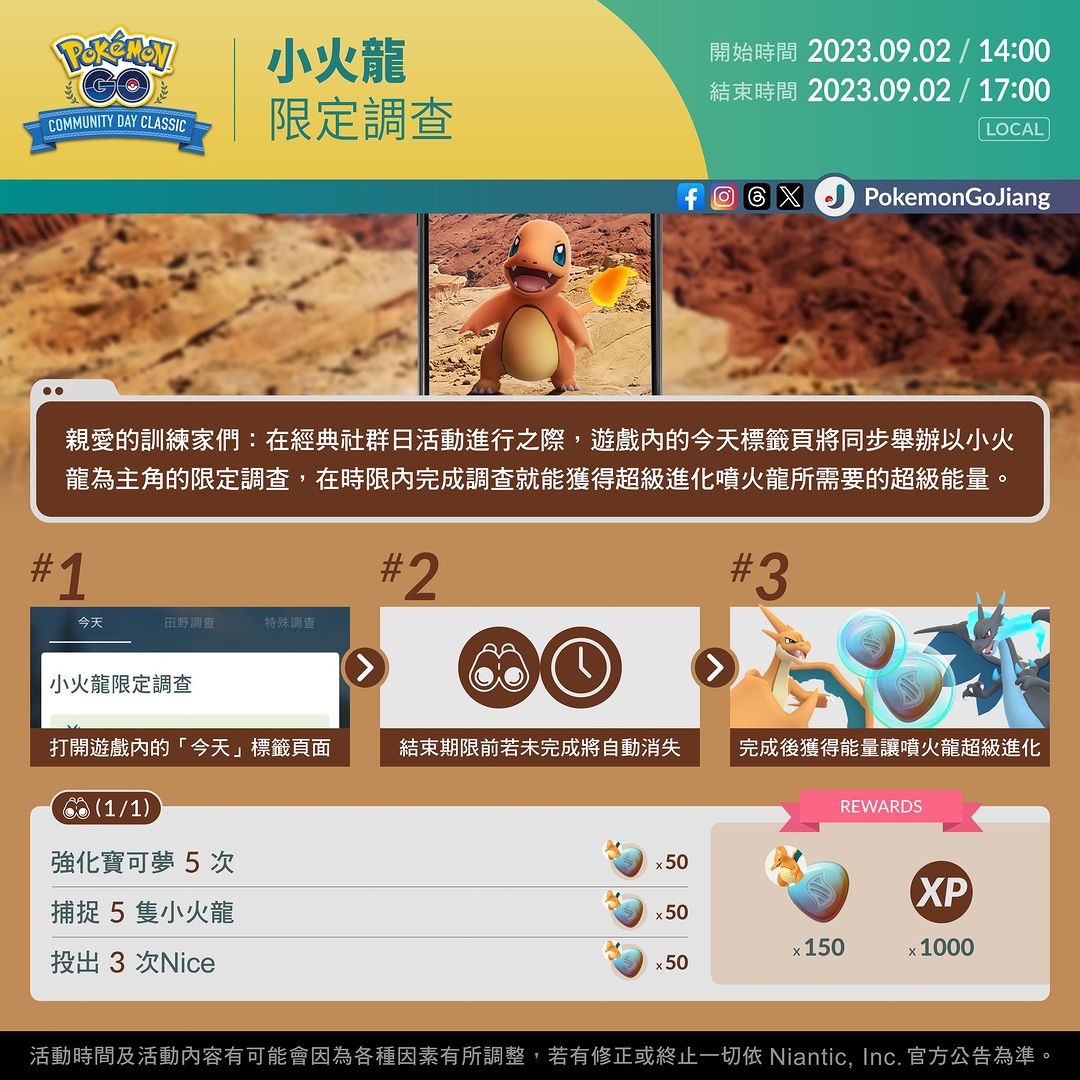 POKÉMON
GO
COMMUNITY DAY CLASSIC
小火龍
限定調查
開始時間 2023.09.02 / 14:00
結束時間 2023.09.02 / 17:00
LOCAL
PokemonGoJiang
親愛的訓練家們：在經典社群日活動進行之際，遊戲內的今天標籤頁將同步舉辦以小火
龍為主角的限定調查，在時限內完成調查就能獲得超級進化噴火龍所需要的超級能量。
#1
今天 田野調查 特殊調查
小火龍限定調查
打開遊戲內的「今天」標籤頁面
#2
結束期限前若未完成將自動消失
#3
完成後獲得能量讓噴火龍超級進化
(1/1)
強化寶可夢 5 次 x50
捕捉 5 隻小火龍 x50
投出 3 次Nice x50
REWARDS
XP
x150 x1000
活動時間及活動內容有可能會因為各種因素有所調整，若有修正或終止一切依 Niantic, Inc. 官方公告為準。